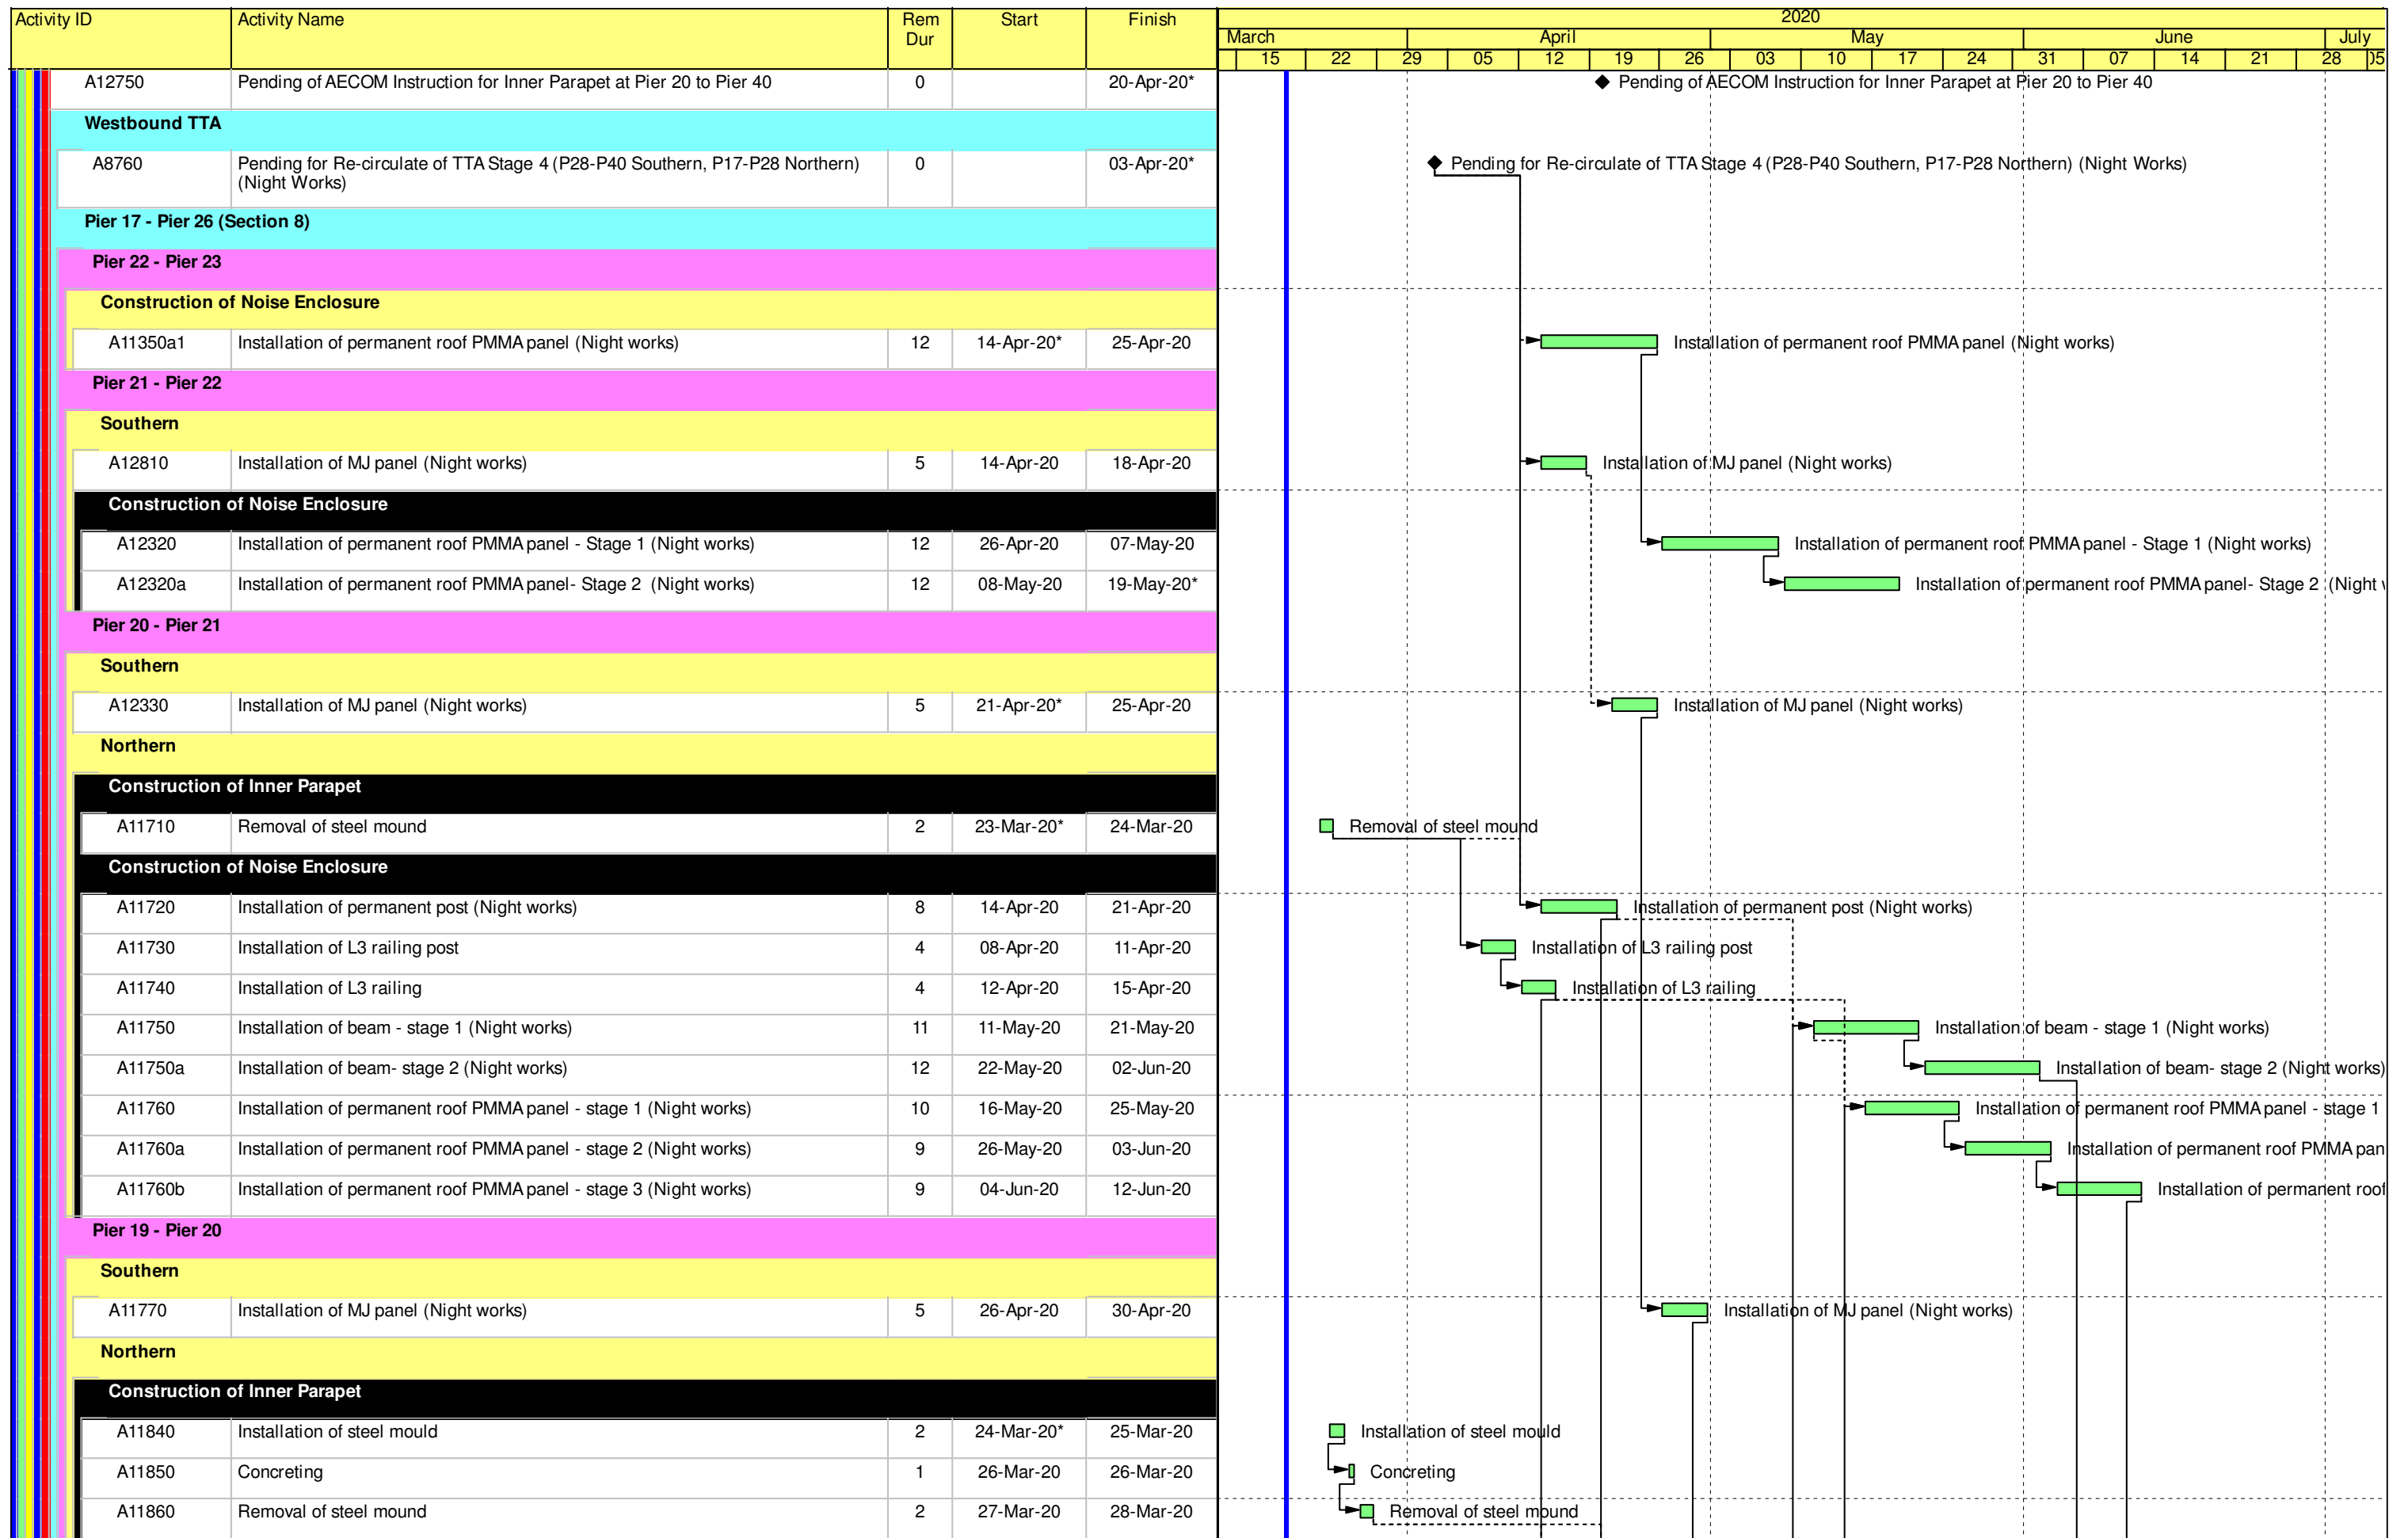 Activity ID Activity Name Rem Dur Start Finish
2020
March April May June July
15 22 29 05 12 19 26 03 10 17 24 31 07 14 21 28 05
A12750 Pending of AECOM Instruction for Inner Parapet at Pier 20 to Pier 40 0 20-Apr-20* Pending of AECOM Instruction for Inner Parapet at Pier 20 to Pier 40
Westbound TTA
A8760 Pending for Re-circulate of TTA Stage 4 (P28-P40 Southern, P17-P28 Northern) 0 03-Apr-20* Pending for Re-circulate of TTA Stage 4 (P28-P40 Southern, P17-P28 Northern) (Night Works)
(Night Works)
Pier 17 - Pier 26 (Section 8)
Pier 22 - Pier 23
Construction of Noise Enclosure
A11350a1 Installation of permanent roof PMMA panel (Night works) 12 14-Apr-20* 25-Apr-20 Installation of permanent roof PMMA panel (Night works)
Pier 21 - Pier 22
Southern
A12810 Installation of MJ panel (Night works) 5 14-Apr-20 18-Apr-20 Installation of MJ panel (Night works)
Construction of Noise Enclosure
A12320 Installation of permanent roof PMMA panel - Stage 1 (Night works) 12 26-Apr-20 07-May-20 Installation of permanent roof PMMA panel - Stage 1 (Night works)
A12320a Installation of permanent roof PMMA panel- Stage 2 (Night works) 12 08-May-20 19-May-20* Installation of permanent roof PMMA panel- Stage 2 (Night
Pier 20 - Pier 21
Southern
A12330 Installation of MJ panel (Night works) 5 21-Apr-20* 25-Apr-20 Installation of MJ panel (Night works)
Northern
Construction of Inner Parapet
A11710 Removal of steel mound 2 23-Mar-20* 24-Mar-20 Removal of steel mound
Construction of Noise Enclosure
A11720 Installation of permanent post (Night works) 8 14-Apr-20 21-Apr-20 Installation of permanent post (Night works)
A11730 Installation of L3 railing post 4 08-Apr-20 11-Apr-20 Installation of L3 railing post
A11740 Installation of L3 railing 4 12-Apr-20 15-Apr-20 Installation of L3 railing
A11750 Installation of beam - stage 1 (Night works) 11 11-May-20 21-May-20 Installation of beam - stage 1 (Night works)
A11750a Installation of beam- stage 2 (Night works) 12 22-May-20 02-Jun-20 Installation of beam- stage 2 (Night works)
A11760 Installation of permanent roof PMMA panel - stage 1 (Night works) 10 16-May-20 25-May-20 Installation of permanent roof PMMA panel - stage 1
A11760a Installation of permanent roof PMMA panel - stage 2 (Night works) 9 26-May-20 03-Jun-20 Installation of permanent roof PMMA pan
A11760b Installation of permanent roof PMMA panel - stage 3 (Night works) 9 04-Jun-20 12-Jun-20 Installation of permanent roof
Pier 19 - Pier 20
Southern
A11770 Installation of MJ panel (Night works) 5 26-Apr-20 30-Apr-20 Installation of MJ panel (Night works)
Northern
Construction of Inner Parapet
A11840 Installation of steel mould 2 24-Mar-20* 25-Mar-20 Installation of steel mould
A11850 Concreting 1 26-Mar-20 26-Mar-20 Concreting
A11860 Removal of steel mound 2 27-Mar-20 28-Mar-20 Removal of steel mound